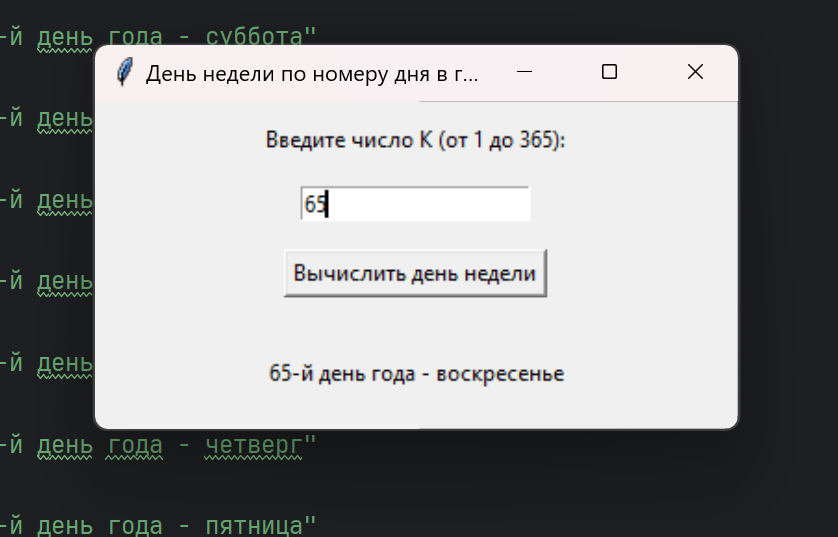 -й день года - суббота"
День недели по номеру дня в г...
-й день
Введите число K (от 1 до 365):
-й день
65
-й день
Вычислить день недели
-й день
65-й день года - воскресенье
-й день года - четверг"
-й день года - пятница"